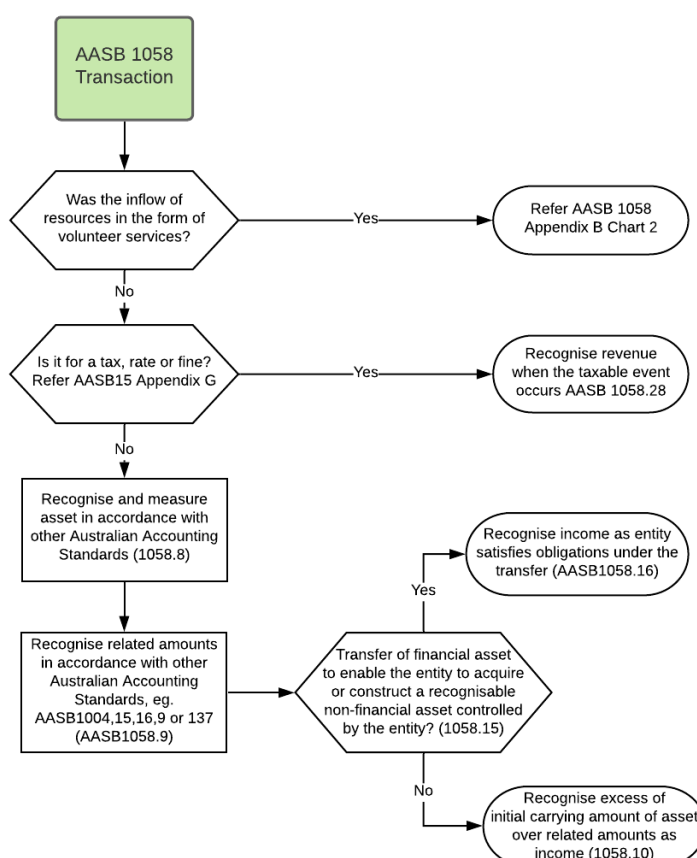 AASB 1058
Transaction
Was the inflow of
resources in the form of
volunteer services?
Yes
Refer AASB 1058
Appendix B Chart 2
No
Is it for a tax, rate or fine?
Refer AASB15 Appendix G
Yes
Recognise revenue
when the taxable event
occurs AASB 1058.28
No
Recognise and measure
asset in accordance with
other Australian Accounting
Standards (1058.8)
Recognise income as entity
satisfies obligations under the
transfer (AASB1058.16)
Yes
Recognise related amounts
in accordance with other
Australian Accounting
Standards, eg.
AASB1004,15,16,9 or 137
(AASB1058.9)
Transfer of financial asset
to enable the entity to acquire
or construct a recognisable
non-financial asset controlled
by the entity? (1058.15)
No
Recognise excess of
initial carrying amount of asset
over related amounts as
income (1058.10)